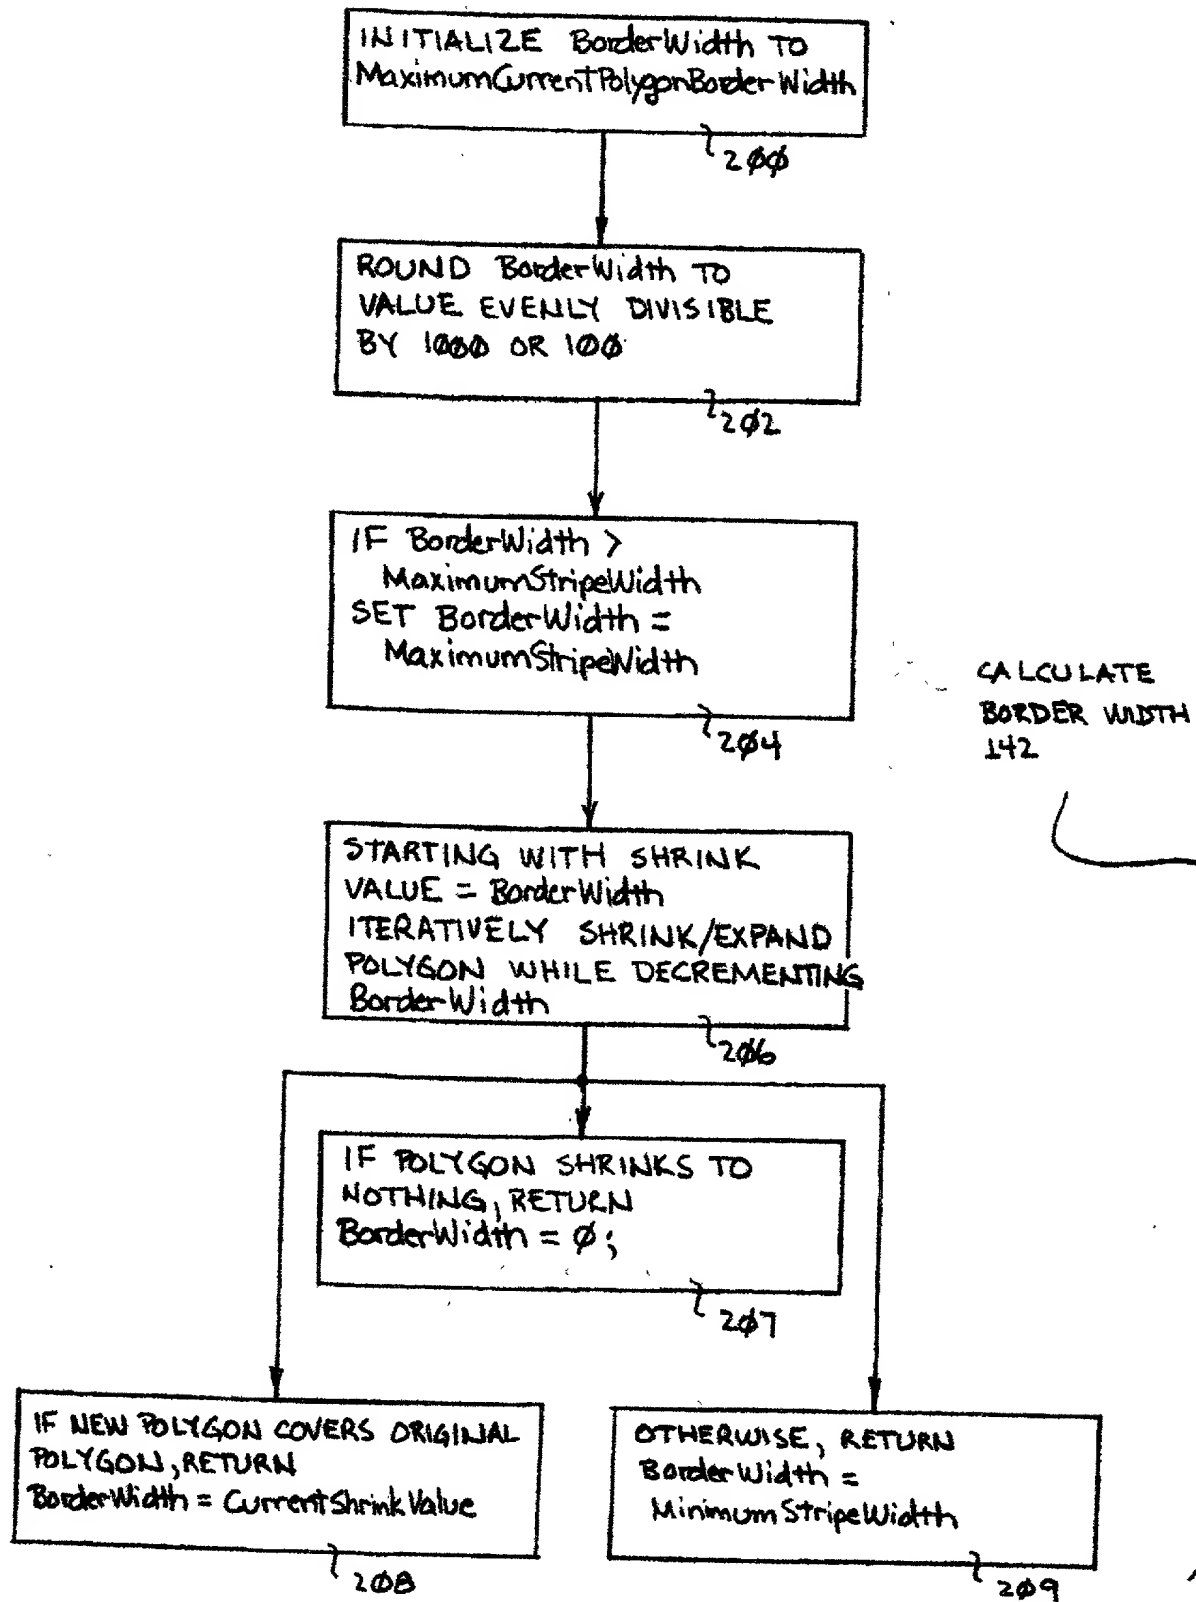 INITIALIZE BorderWidth TO
MaximumCurrentPolygonBorderWidth
200
ROUND BorderWidth TO
VALUE EVENLY DIVISIBLE
BY 1000 OR 100
202
IF BorderWidth >
MaximumStripeWidth
SET BorderWidth =
MaximumStripeWidth
204
CALCULATE
BORDER WIDTH
142
STARTING WITH SHRINK
VALUE = BorderWidth
ITERATIVELY SHRINK/EXPAND
POLYGON WHILE DECREMENTING
BorderWidth
206
IF POLYGON SHRINKS TO
NOTHING, RETURN
BorderWidth = 0;
207
IF NEW POLYGON COVERS ORIGINAL
POLYGON, RETURN
BorderWidth = CurrentShrinkValue
208
OTHERWISE, RETURN
BorderWidth =
MinimumStripeWidth
209